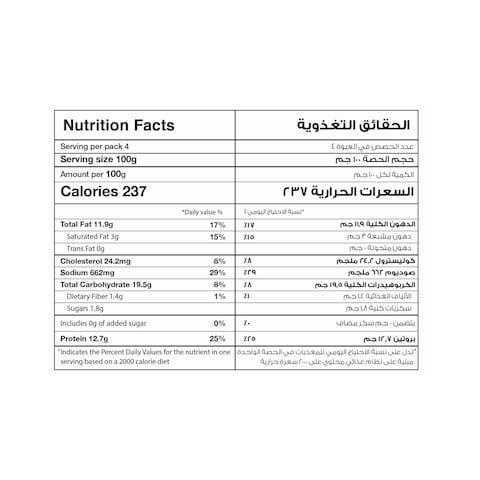 Nutrition Facts
الحقائق التغذوية
Serving per pack 4
عدد الحصص في العبوة ٤
Serving size 100g
حجم الحصة ١٠٠ جم
Amount per 100g
الكمية لكل ١٠٠ جم
Calories 237
السعرات الحرارية ٢٣٧
*Daily value %
*نسبة الاحتياج اليومي ٪
Total Fat 11.9g 17%
٪١٧ الدهون الكلية ١١,٩ جم
Saturated Fat 3g 15%
٪١٥ دهون مشبعة ٣ جم
Trans Fat 0g
دهون متحولة ٠ جم
Cholesterol 24.2mg 8%
٪٨ كوليسترول ٢٤,٢ ملجم
Sodium 662mg 29%
٪٢٩ صوديوم ٦٦٢ ملجم
Total Carbohydrate 19.5g 8%
٪٨ الكربوهيدرات الكلية ١٩,٥ جم
Dietary Fiber 1.4g 1%
٪١ الألياف الغذائية ١,٤ جم
Sugars 1,8g
سكريات كلية ١,٨ جم
Includes 0g of added sugar 0%
٪٠ يتضمن ٠ جم سكر مضاف
Protein 12.7g 25%
٪٢٥ بروتين ١٢,٧ جم
*Indicates the Percent Daily Values for the nutrient in one
serving based on a 2000 calorie diet
*تدل على نسبة الاحتياج اليومي للمغذيات في الحصة الواحدة
مبنية على نظام غذائي محتوي على ٢٠٠٠ سعرة حرارية